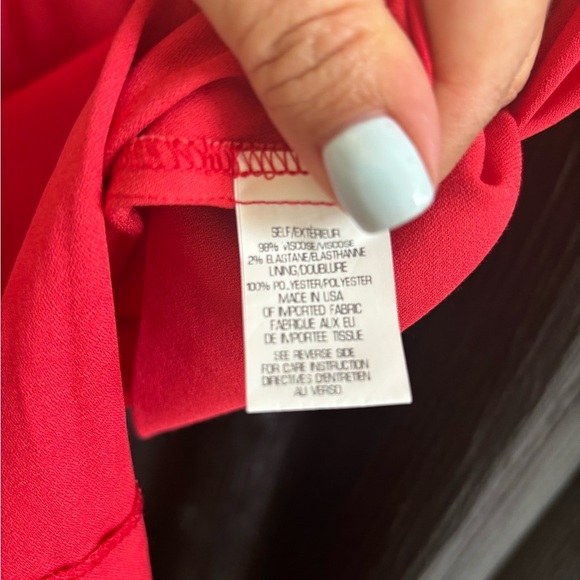 SELF/EXTÉRIEUR
98% VISCOSE/VISCOSE
2% ELASTANE/ELASTHANNE
LINING/DOUBLURE
100% POLYESTER/POLYESTER
MADE IN USA
OF IMPORTED FABRIC
FABRIQUE AUX EU
DE IMPORTEE TISSUE
SEE REVERSE SIDE
FOR CARE INSTRUCTION
DIRECTIVES D'ENTRETIEN
AU VERSO